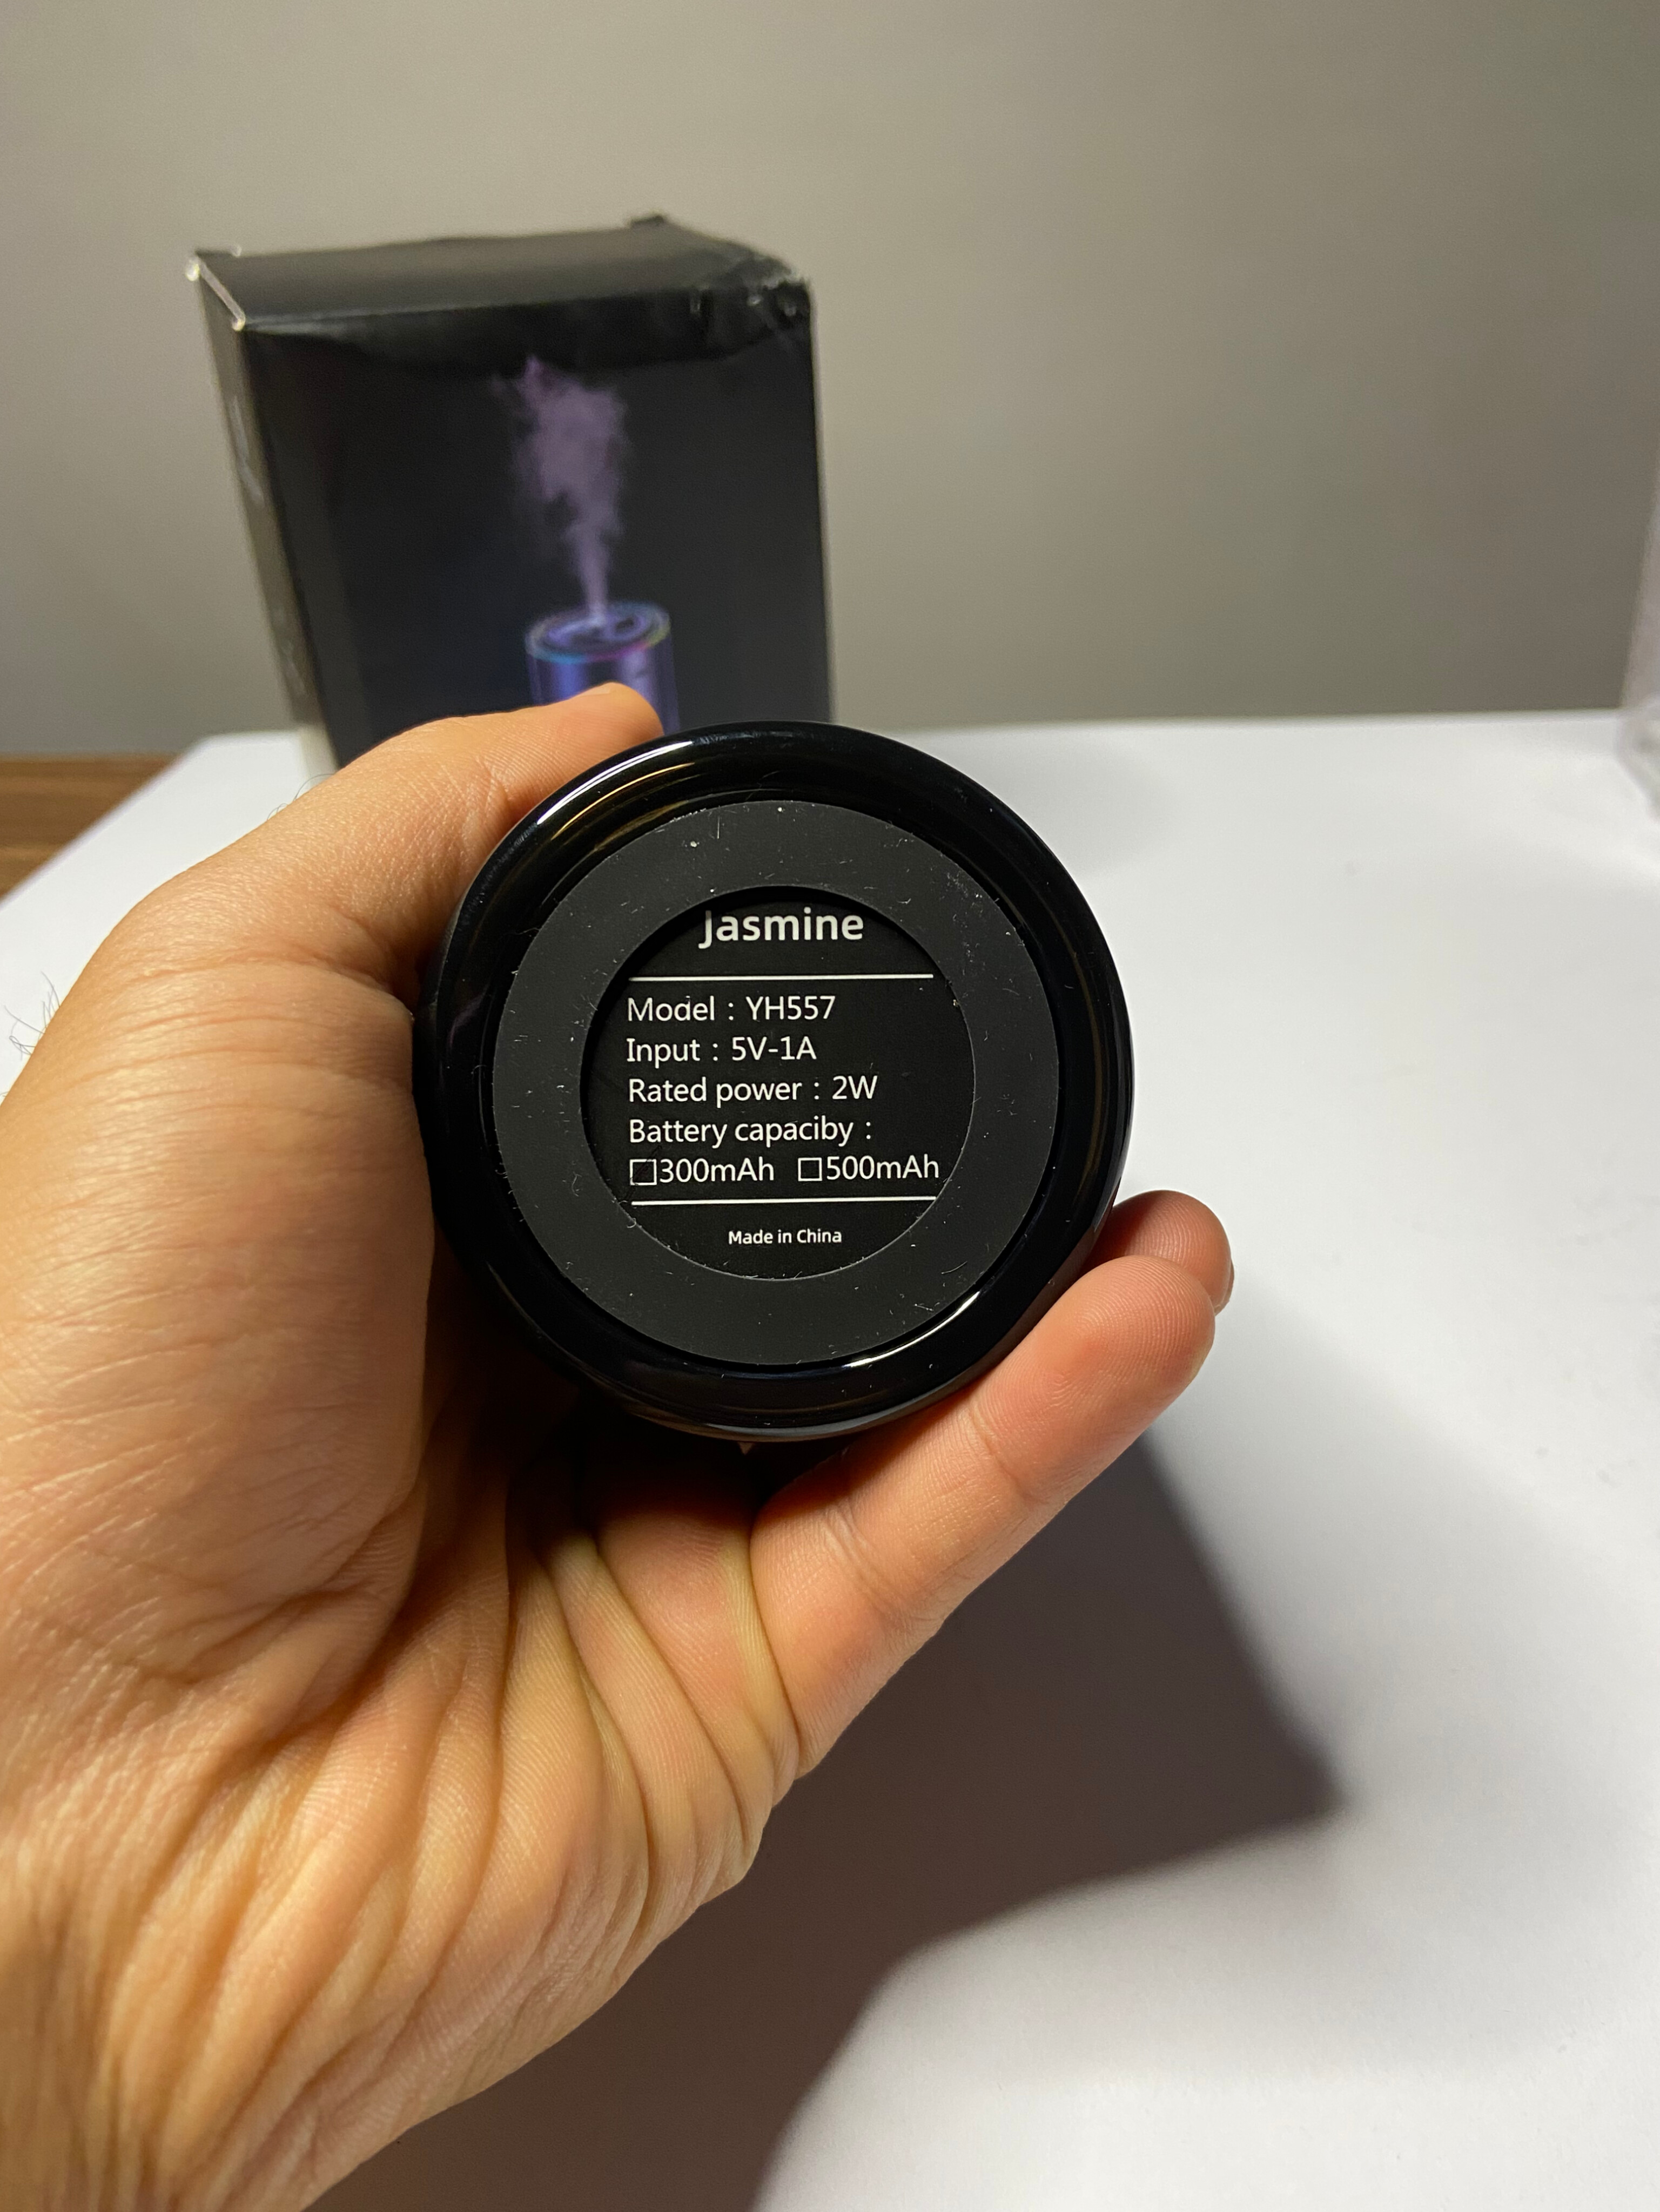 Jasmine
Model : YH557
Input : 5V-1A
Rated power : 2W
Battery capaciby :
☐300mAh ☐500mAh
Made in China